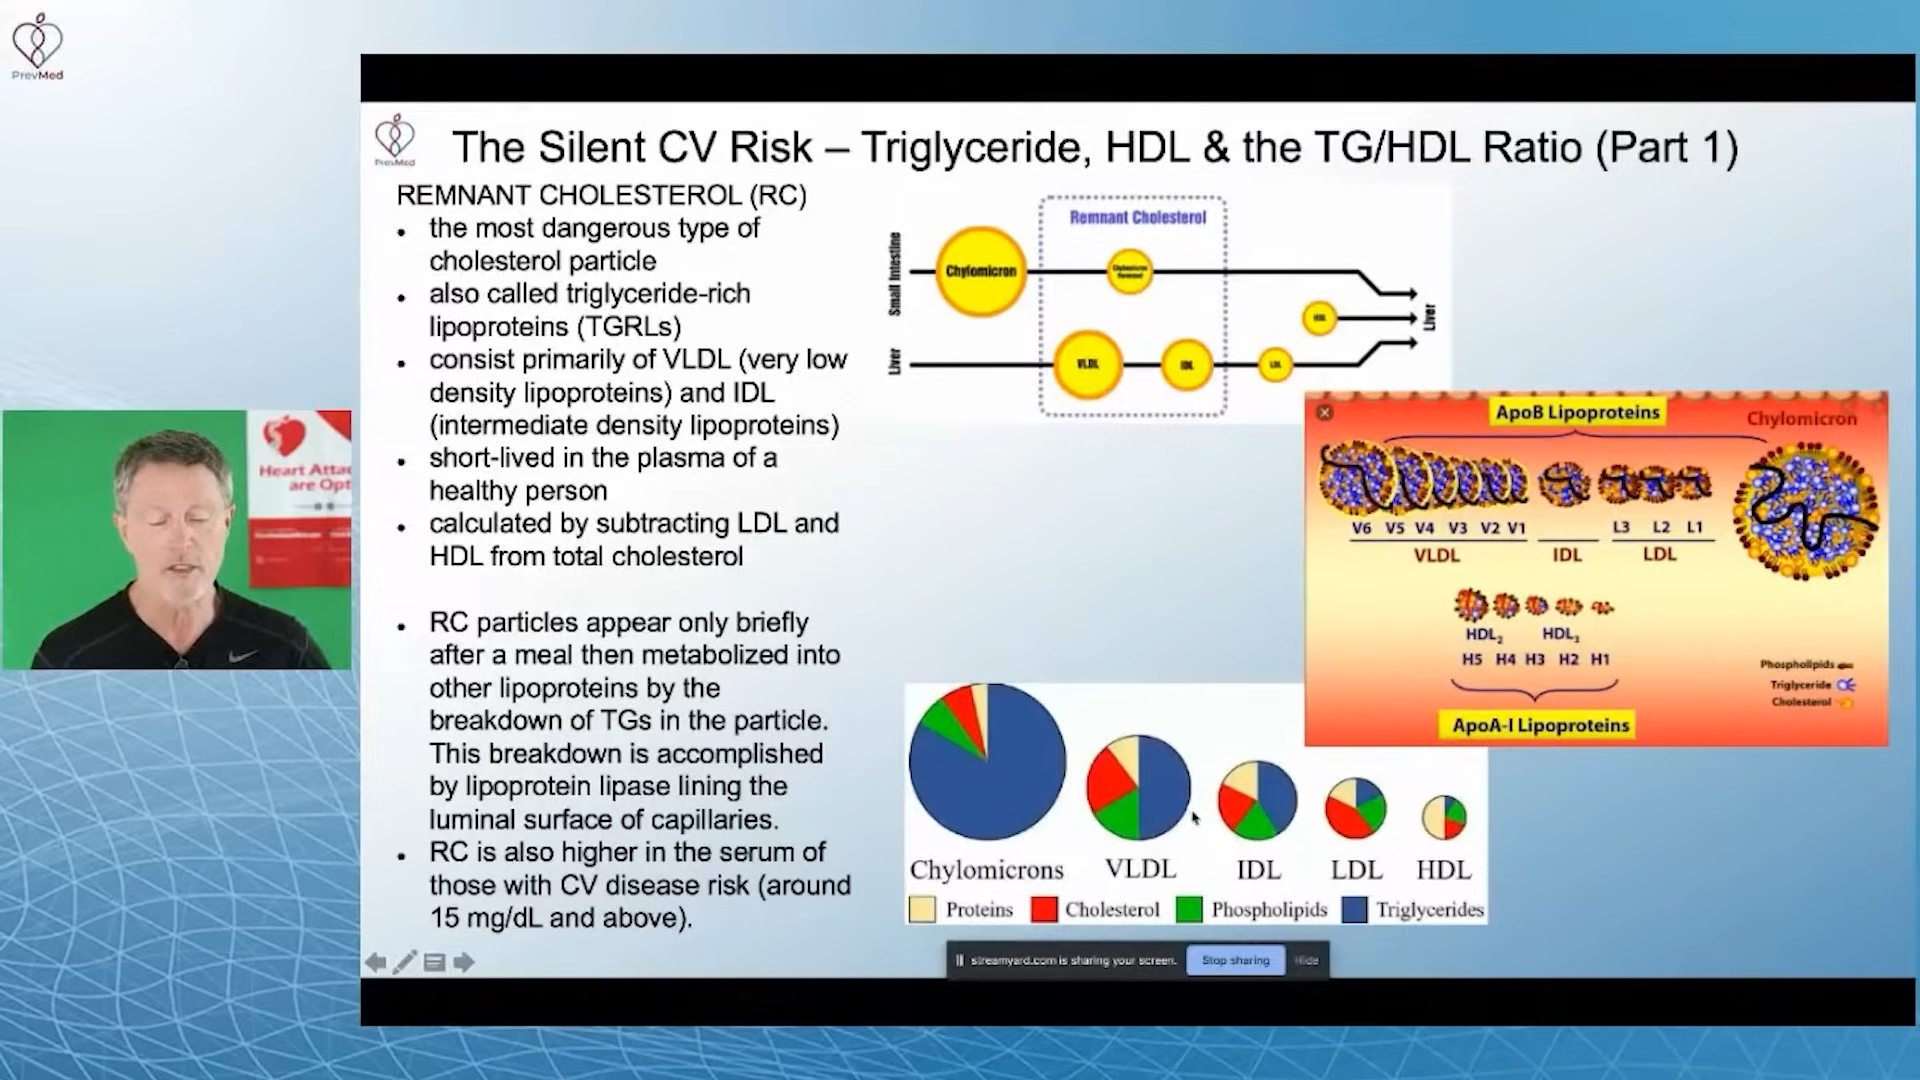 PrevMed
PrevMed
The Silent CV Risk – Triglyceride, HDL & the TG/HDL Ratio (Part 1)
REMNANT CHOLESTEROL (RC)
• the most dangerous type of
cholesterol particle
• also called triglyceride-rich
lipoproteins (TGRLs)
• consist primarily of VLDL (very low
density lipoproteins) and IDL
(intermediate density lipoproteins)
• short-lived in the plasma of a
healthy person
• calculated by subtracting LDL and
HDL from total cholesterol
• RC particles appear only briefly
after a meal then metabolized into
other lipoproteins by the
breakdown of TGs in the particle.
This breakdown is accomplished
by lipoprotein lipase lining the
luminal surface of capillaries.
• RC is also higher in the serum of
those with CV disease risk (around
15 mg/dL and above).
Remnant Cholesterol
Small Intestine
Chylomicron
Chylomicron
Remnant
HDL
Liver
Liver
VLDL
IDL
LDL
ApoB Lipoproteins
Chylomicron
V6 V5 V4 V3 V2 V1
L3 L2 L1
VLDL
IDL
LDL
HDL2
HDL3
H5 H4 H3 H2 H1
Phospholipids
Triglyceride
Cholesterol
ApoA-I Lipoproteins
Chylomicrons
VLDL
IDL
LDL
HDL
Proteins
Cholesterol
Phospholipids
Triglycerides
Heart Atta
are Opt
streamyard.com is sharing your screen.
Stop sharing
Hide